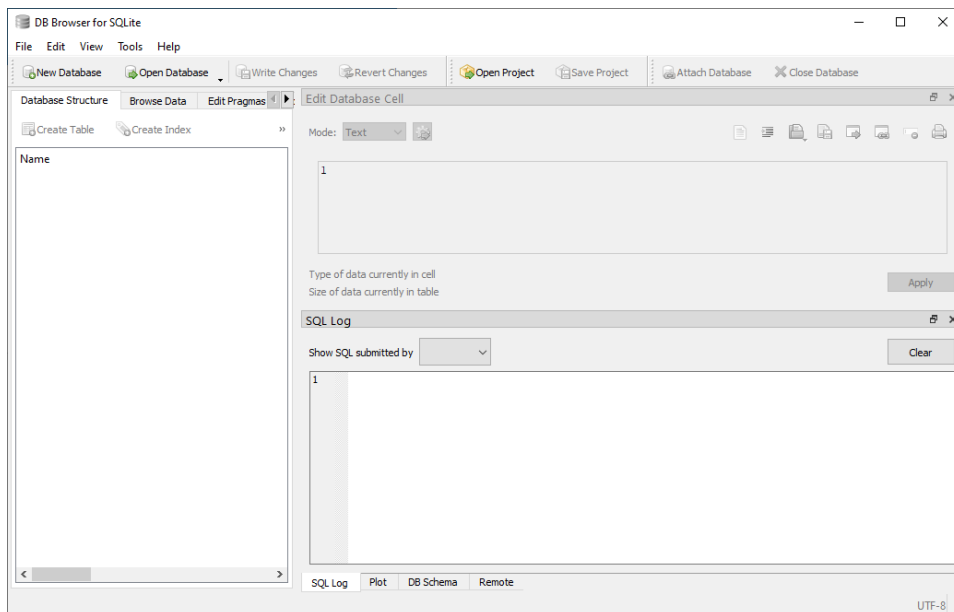 DB Browser for SQLite
File Edit View Tools Help
New Database Open Database Write Changes Revert Changes Open Project Save Project Attach Database Close Database
Database Structure Browse Data Edit Pragmas
Create Table Create Index »
Name
Edit Database Cell
Mode: Text
1
Type of data currently in cell
Size of data currently in table
Apply
SQL Log
Show SQL submitted by
Clear
1
SQL Log Plot DB Schema Remote
UTF-8